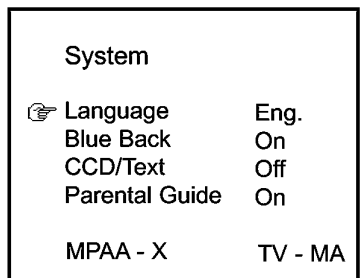 System
Language Eng.
Blue Back On
CCD/Text Off
Parental Guide On
MPAA - X TV - MA